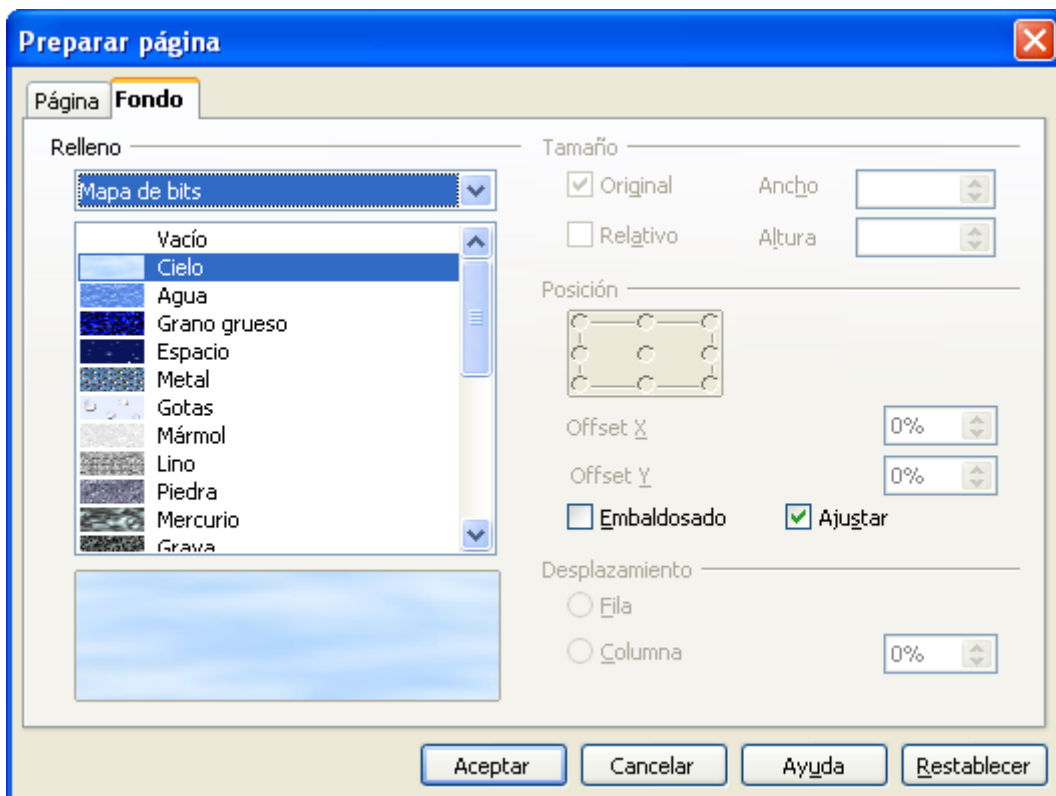 Preparar página
Página Fondo
Relleno
Mapa de bits
Vacío
Cielo
Agua
Grano grueso
Espacio
Metal
Gotas
Mármol
Lino
Piedra
Mercurio
Grava
Tamaño
Original Ancho
Relativo Altura
Posición
Offset X 0%
Offset Y 0%
Embaldosado Ajustar
Desplazamiento
Fila
Columna 0%
Aceptar Cancelar Ayuda Restablecer